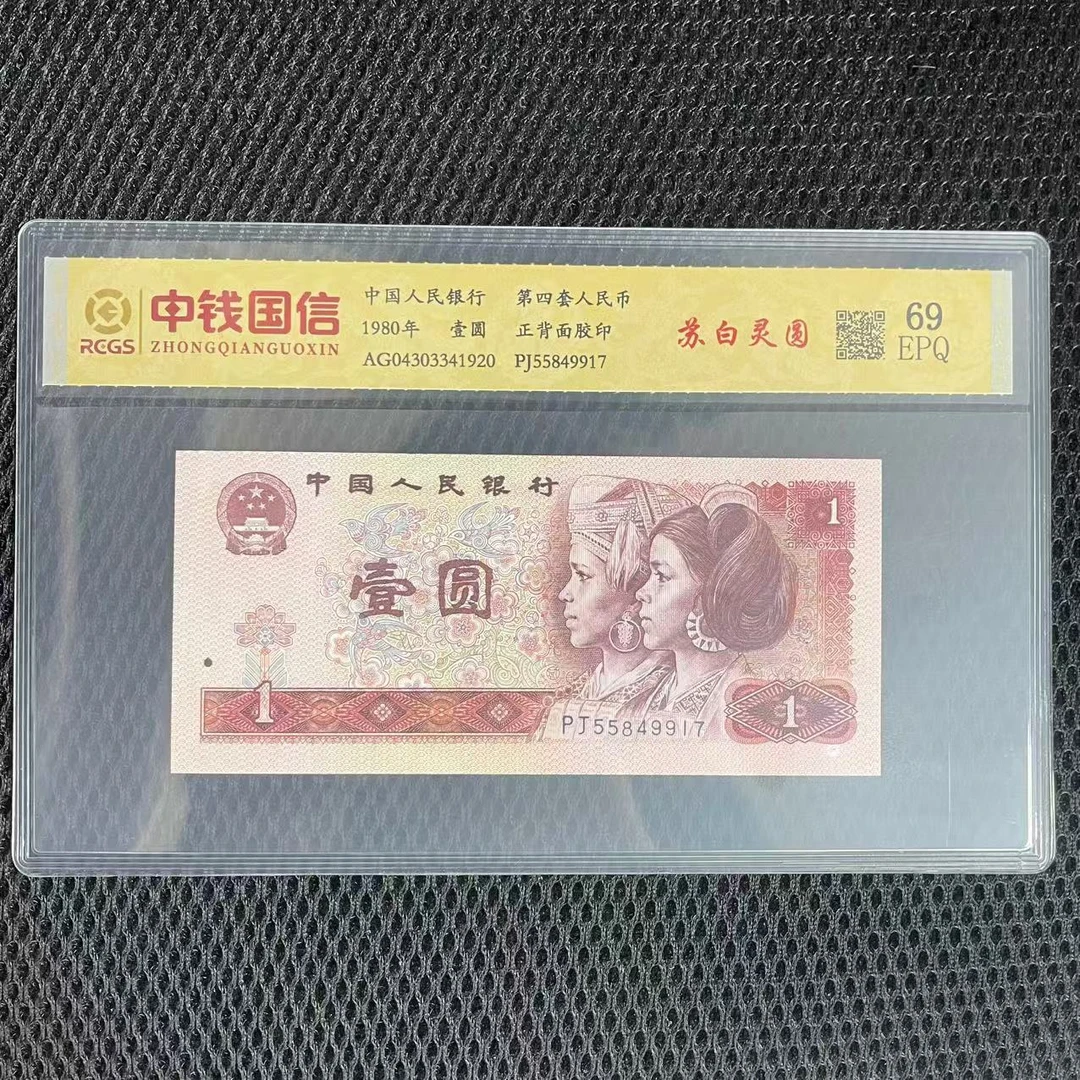 RCGS
中钱国信
ZHONGQIANGUOXIN
中国人民银行 第四套人民币
1980年 壹圆 正背面胶印
AG04303341920 PJ55849917
苏白灵圆
69
EPQ
中国人民银行
1
壹圆
1
PJ55849917
1